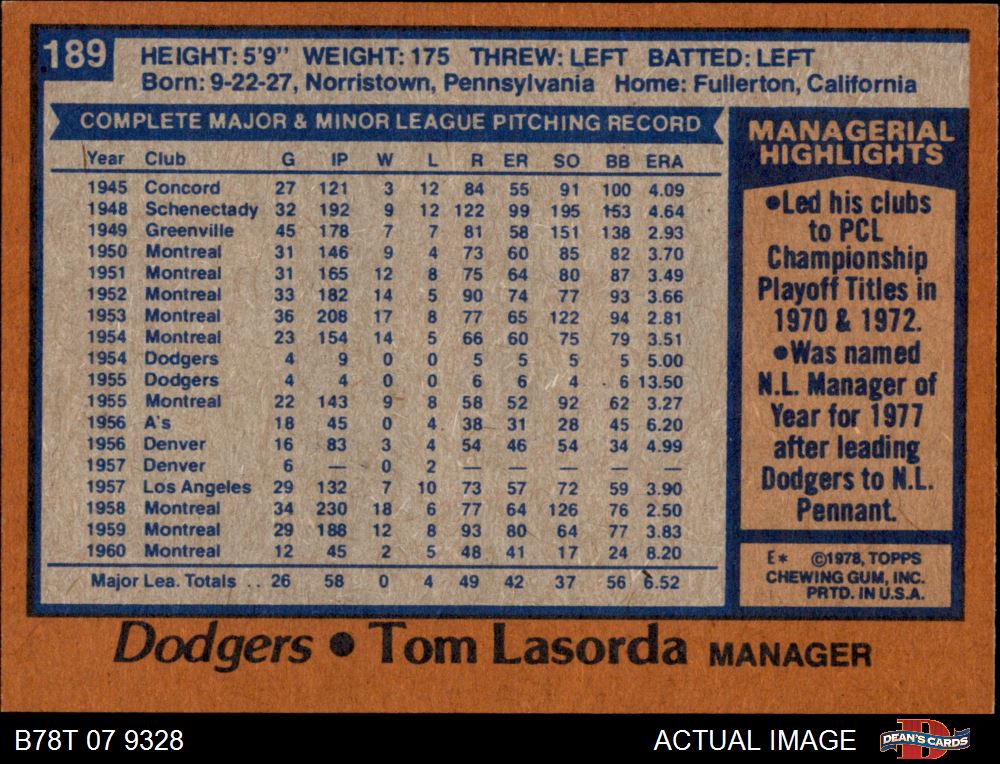 189
HEIGHT: 5'9" WEIGHT: 175 THREW: LEFT BATTED: LEFT
Born: 9-22-27, Norristown, Pennsylvania Home: Fullerton, California
COMPLETE MAJOR & MINOR LEAGUE PITCHING RECORD
Year Club G IP W L R ER SO BB ERA
1945 Concord 27 121 3 12 84 55 91 100 4.09
1948 Schenectady 32 192 9 12 122 99 195 153 4.64
1949 Greenville 45 178 7 7 81 58 151 138 2.93
1950 Montreal 31 146 9 4 73 60 85 82 3.70
1951 Montreal 31 165 12 8 75 64 80 87 3.49
1952 Montreal 33 182 14 5 90 74 77 93 3.66
1953 Montreal 36 208 17 8 77 65 122 94 2.81
1954 Montreal 23 154 14 5 66 60 75 79 3.51
1954 Dodgers 4 9 0 0 5 5 5 5 5.00
1955 Dodgers 4 4 0 0 6 6 4 6 13.50
1955 Montreal 22 143 9 8 58 52 92 62 3.27
1956 A's 18 45 0 4 38 31 28 45 6.20
1956 Denver 16 83 3 4 54 46 54 34 4.99
1957 Denver 6 — 0 2 — — — — —
1957 Los Angeles 29 132 7 10 73 57 72 59 3.90
1958 Montreal 34 230 18 6 77 64 126 76 2.50
1959 Montreal 29 188 12 8 93 80 64 77 3.83
1960 Montreal 12 45 2 5 48 41 17 24 8.20
Major Lea. Totals .. 26 58 0 4 49 42 37 56 6.52
MANAGERIAL
HIGHLIGHTS
●Led his clubs
to PCL
Championship
Playoff Titles in
1970 & 1972.
●Was named
N.L. Manager of
Year for 1977
after leading
Dodgers to N.L.
Pennant.
E* ©1978, TOPPS
CHEWING GUM, INC.
PRTD. IN U.S.A.
Dodgers ● Tom Lasorda MANAGER
B78T 07 9328
ACTUAL IMAGE
D
DEAN'S CARDS